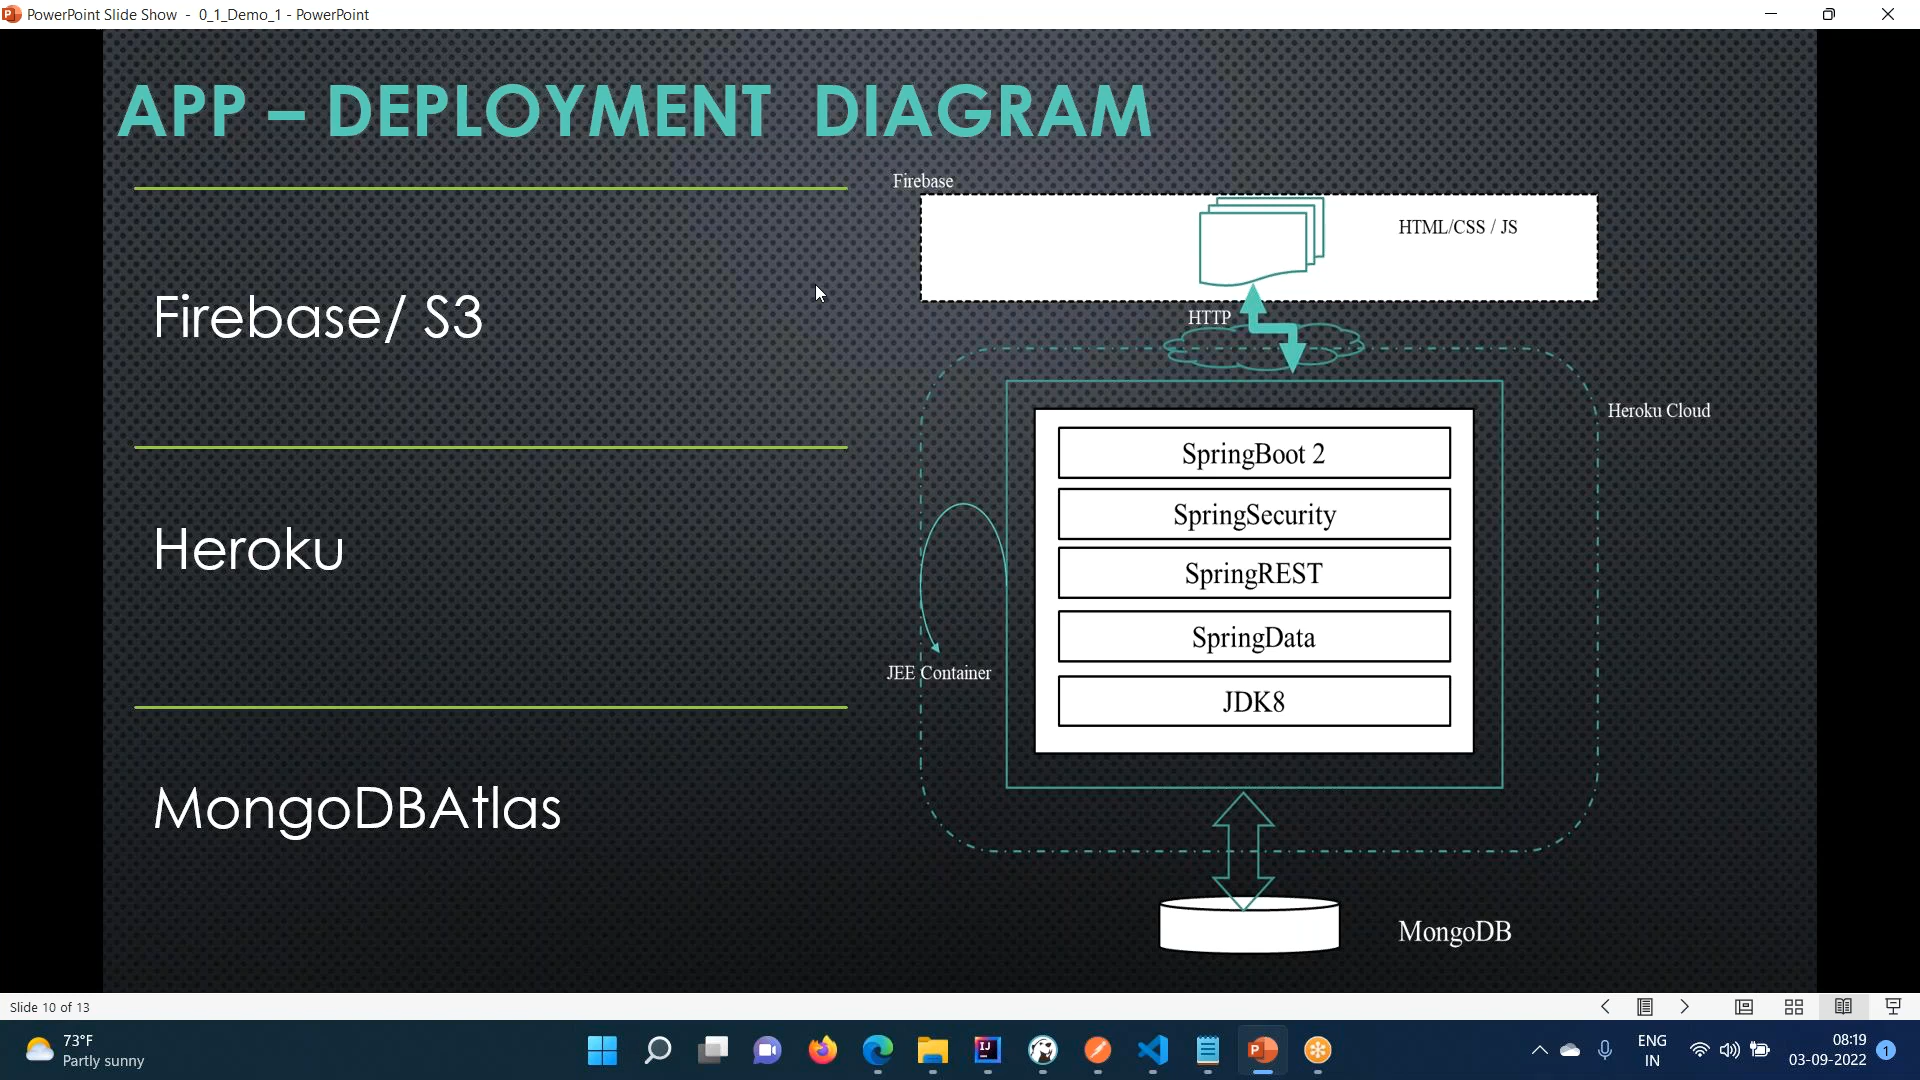 PowerPoint Slide Show - 0_1_Demo_1 - PowerPoint
APP – DEPLOYMENT DIAGRAM
Firebase/ S3
Heroku
MongoDBAtlas
Firebase
HTML/CSS / JS
HTTP
Heroku Cloud
SpringBoot 2
SpringSecurity
SpringREST
SpringData
JDK8
JEE Container
MongoDB
Slide 10 of 13
73°F
Partly sunny
ENG
IN
08:19
03-09-2022
1